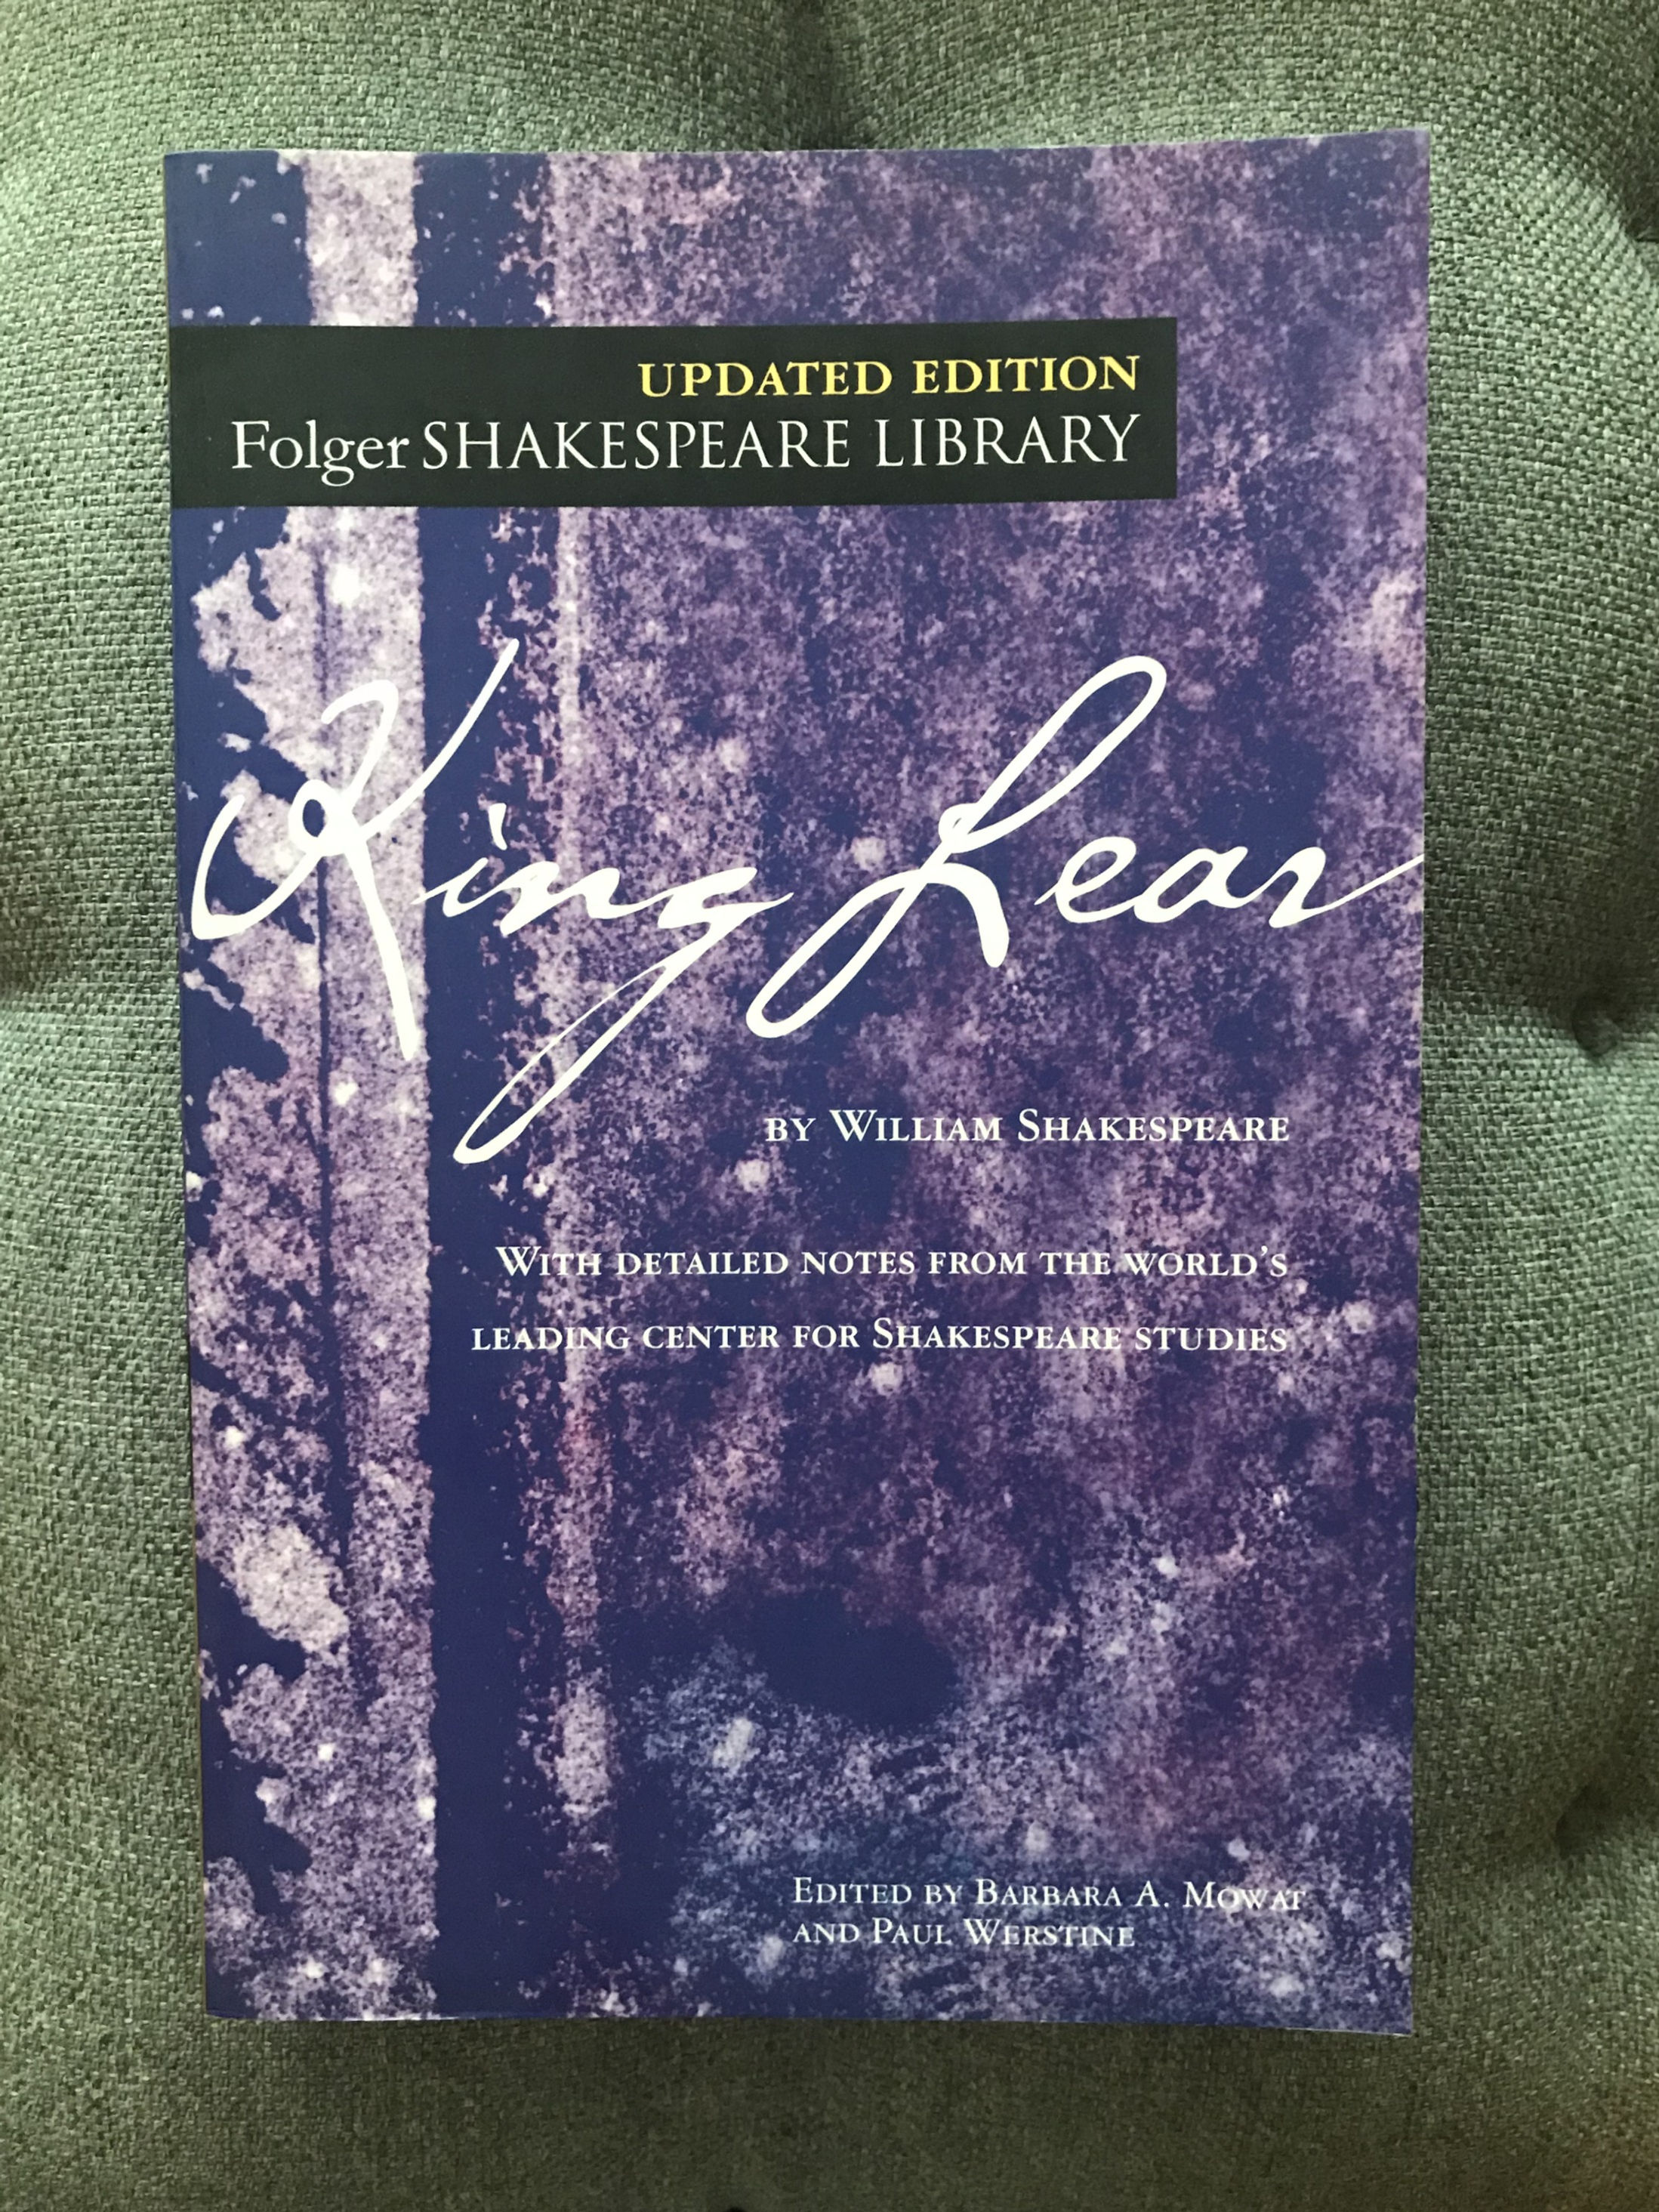 UPDATED EDITION
Folger SHAKESPEARE LIBRARY
King Lear
BY WILLIAM SHAKESPEARE
WITH DETAILED NOTES FROM THE WORLD'S
LEADING CENTER FOR SHAKESPEARE STUDIES
EDITED BY BARBARA A. MOWAT
AND PAUL WERSTINE